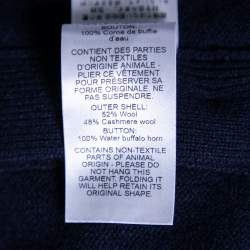 BOUTON:
100% Corne de buffle
d'eau
CONTIENT DES PARTIES
NON TEXTILES
D'ORIGINE ANIMALE -
PLIER CE VÊTEMENT
POUR PRÉSERVER SA
FORME ORIGINALE. NE
PAS SUSPENDRE.
OUTER SHELL:
52% Wool
48% Cashmere wool
BUTTON:
100% Water buffalo horn
CONTAINS NON-TEXTILE
PARTS OF ANIMAL
ORIGIN - PLEASE DO NOT
HANG THIS
GARMENT. FOLDING IT
WILL HELP RETAIN ITS
ORIGINAL SHAPE.